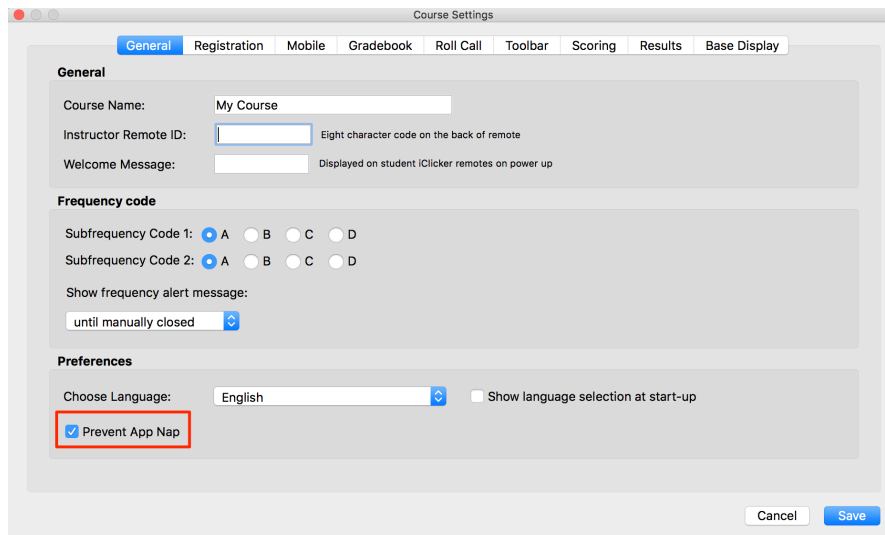 Course Settings
General Registration Mobile Gradebook Roll Call Toolbar Scoring Results Base Display
General
Course Name: My Course
Instructor Remote ID: Eight character code on the back of remote
Welcome Message: Displayed on student iClicker remotes on power up
Frequency code
Subfrequency Code 1: A B C D
Subfrequency Code 2: A B C D
Show frequency alert message:
until manually closed
Preferences
Choose Language: English Show language selection at start-up
Prevent App Nap
Cancel Save